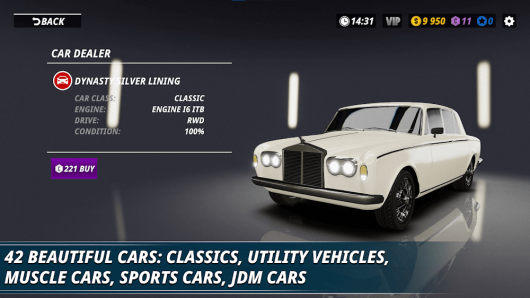 BACK
14:31 VIP 9 950 11 0
CAR DEALER
DYNASTY SILVER LINING
CAR CLASS: CLASSIC
ENGINE: ENGINE I6 ITB
DRIVE: RWD
CONDITION: 100%
221 BUY
42 BEAUTIFUL CARS: CLASSICS, UTILITY VEHICLES,
MUSCLE CARS, SPORTS CARS, JDM CARS